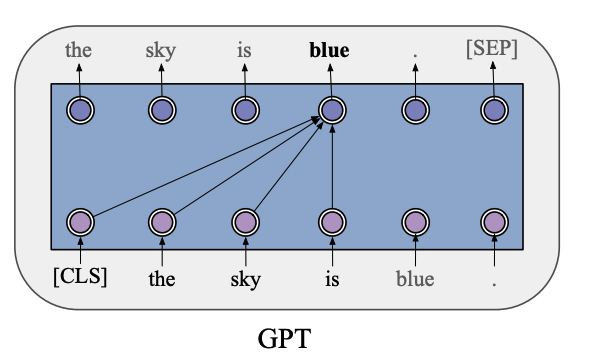 the sky is blue . [SEP]
[CLS] the sky is blue .
GPT